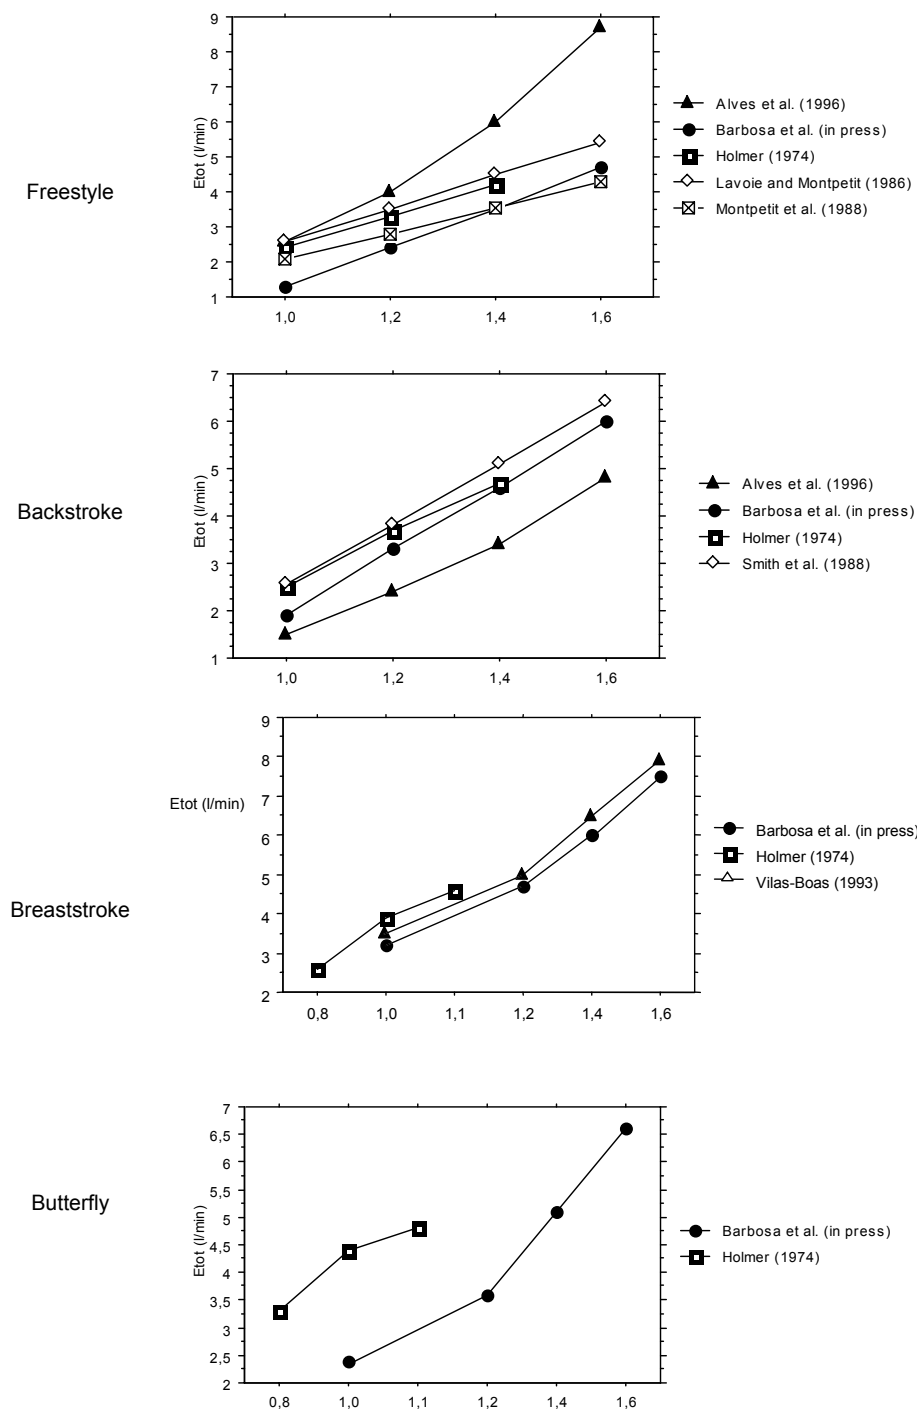 Freestyle
Etot (l/min)
9
8
7
6
5
4
3
2
1
1,0 1,2 1,4 1,6
Alves et al. (1996)
Barbosa et al. (in press)
Holmer (1974)
Lavoie and Montpetit (1986)
Montpetit et al. (1988)
Backstroke
Etot (l/min)
7
6
5
4
3
2
1
1,0 1,2 1,4 1,6
Alves et al. (1996)
Barbosa et al. (in press)
Holmer (1974)
Smith et al. (1988)
Breaststroke
Etot (l/min)
9
8
7
6
5
4
3
2
0,8 1,0 1,1 1,2 1,4 1,6
Barbosa et al. (in press)
Holmer (1974)
Vilas-Boas (1993)
Butterfly
Etot (l/min)
7
6,5
6
5,5
5
4,5
4
3,5
3
2,5
2
0,8 1,0 1,1 1,2 1,4 1,6
Barbosa et al. (in press)
Holmer (1974)